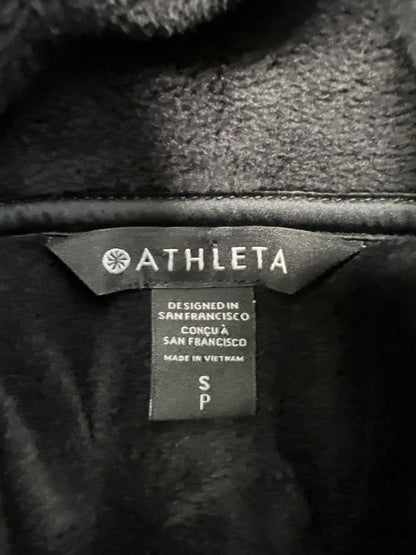 ATHLETA
DESIGNED IN
SAN FRANCISCO
CONÇU À
SAN FRANCISCO
MADE IN VIETNAM
S
P